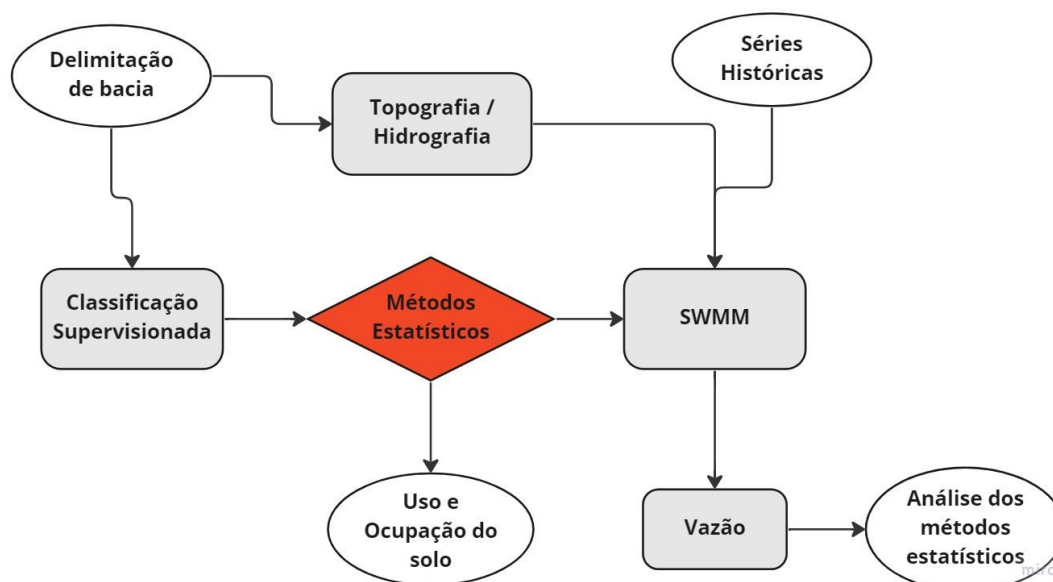 Delimitação
de bacia
Séries
Históricas
Topografia /
Hidrografia
Classificação
Supervisionada
Métodos
Estatísticos
SWMM
Uso e
Ocupação do
solo
Vazão
Análise dos
métodos
estatísticos
miro